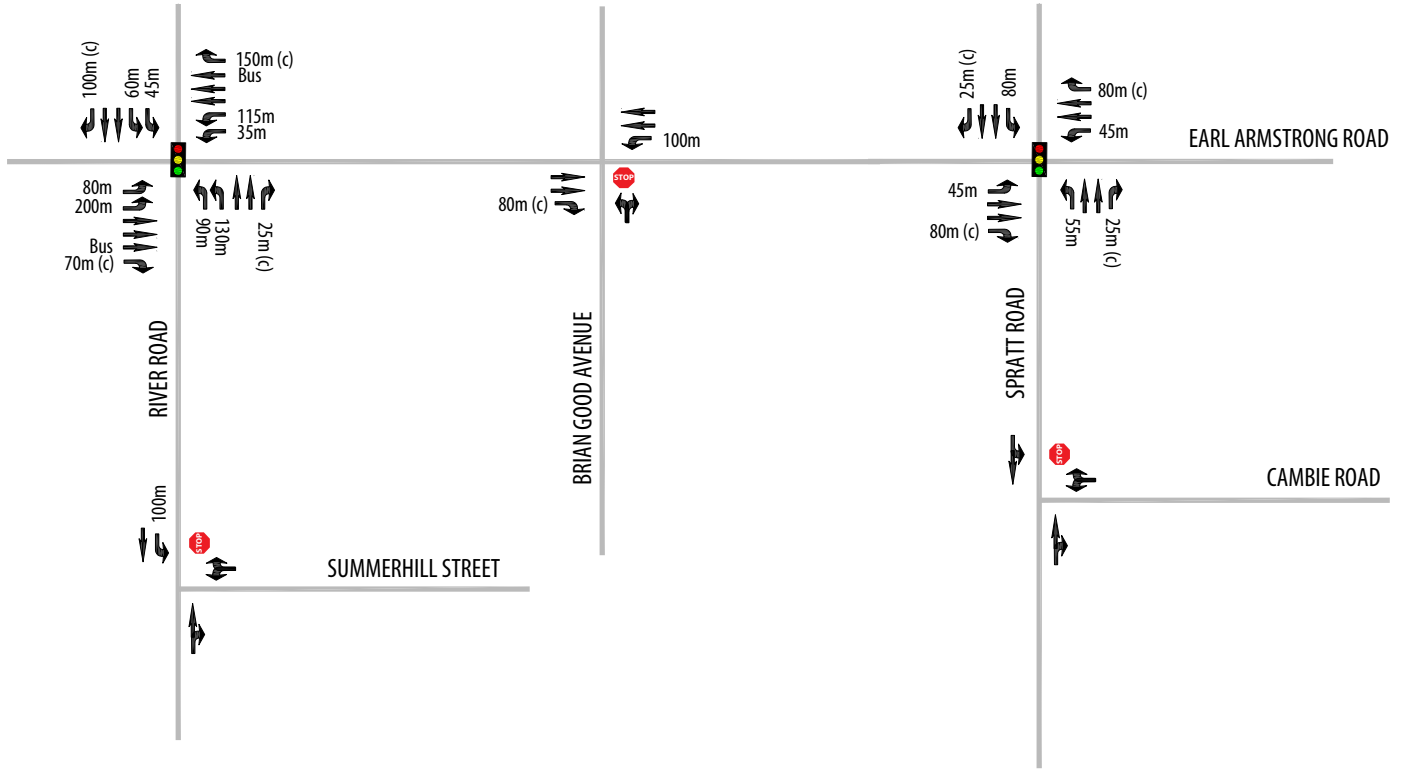 100m (c)
60m
45m
150m (c)
Bus
115m
35m
80m
200m
Bus
70m (c)
90m
130m
25m (c)
100m
80m (c)
STOP
25m (c)
80m
80m (c)
45m
EARL ARMSTRONG ROAD
45m
80m (c)
55m
25m (c)
RIVER ROAD
BRIAN GOOD AVENUE
SPRATT ROAD
STOP
CAMBIE ROAD
100m
STOP
SUMMERHILL STREET